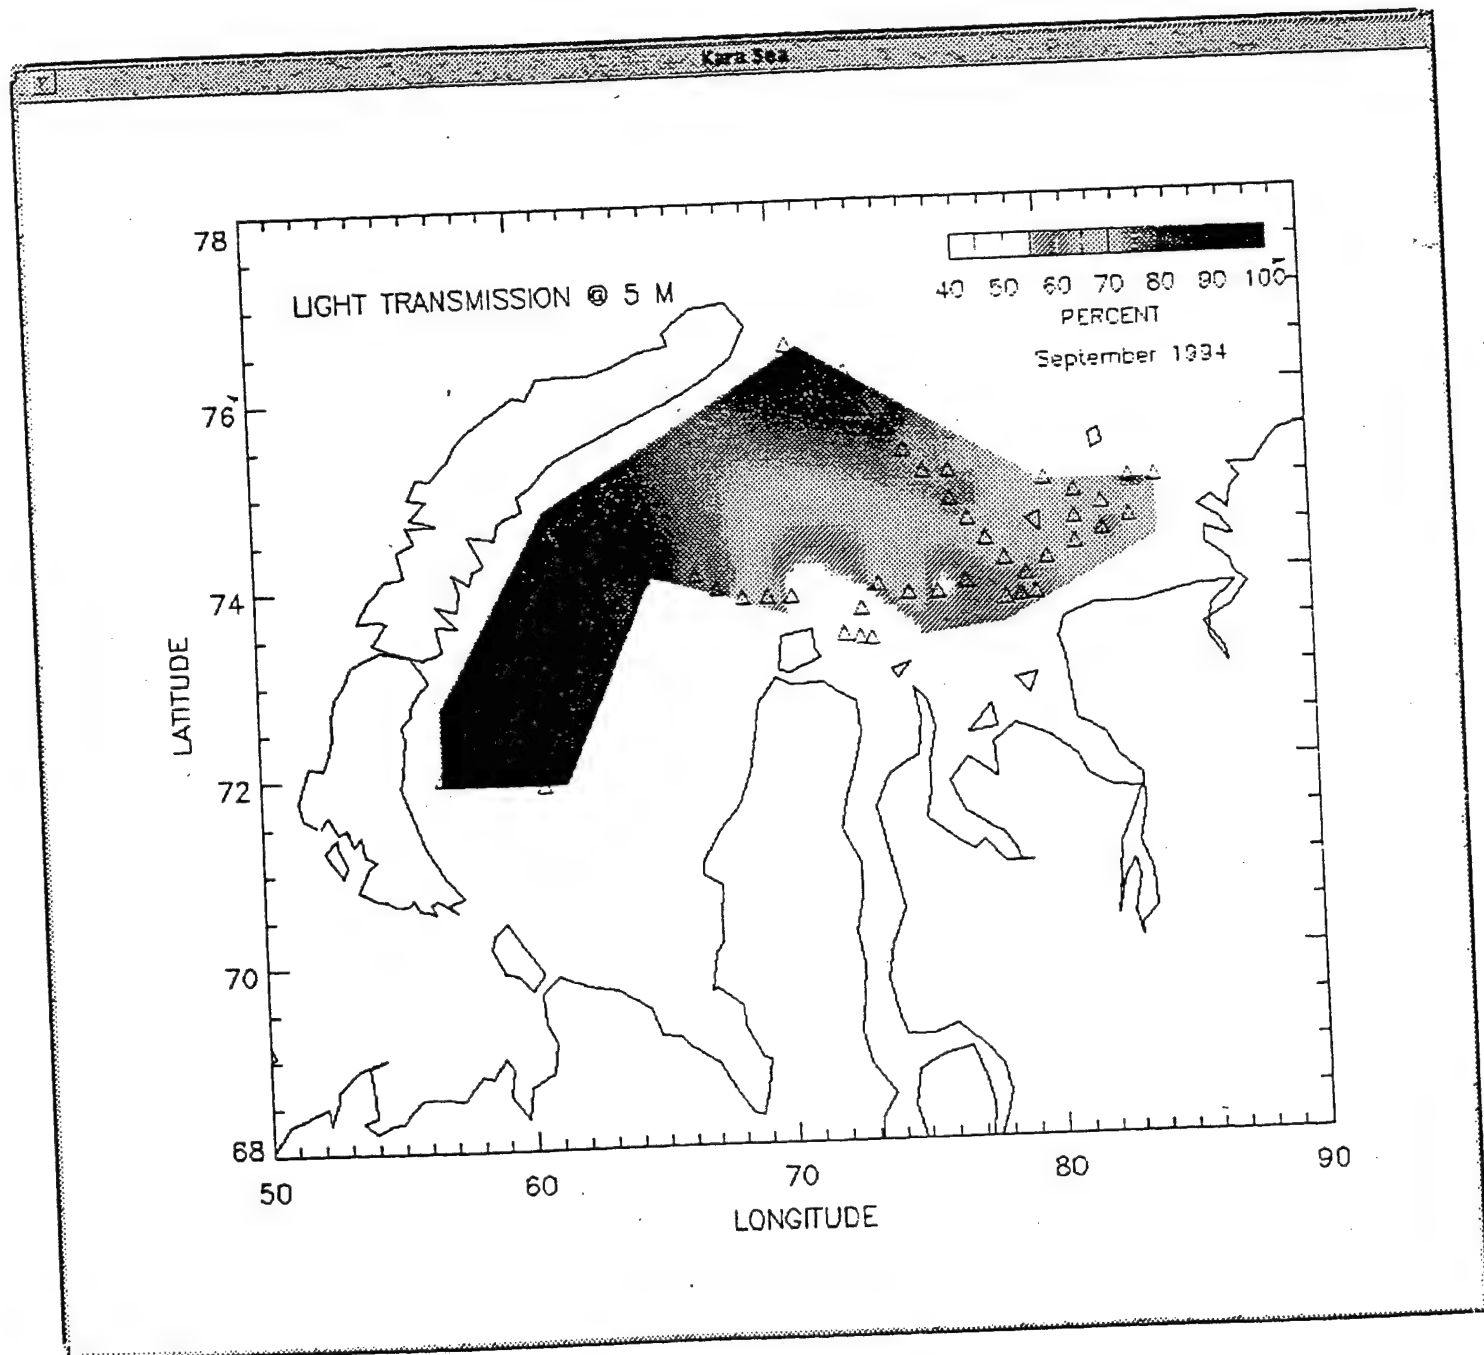 Kara Sea
78
LIGHT TRANSMISSION @ 5 M
40 50 60 70 80 90 100
PERCENT
September 1994
76
74
72
70
68
LATITUDE
50 60 70 80 90
LONGITUDE